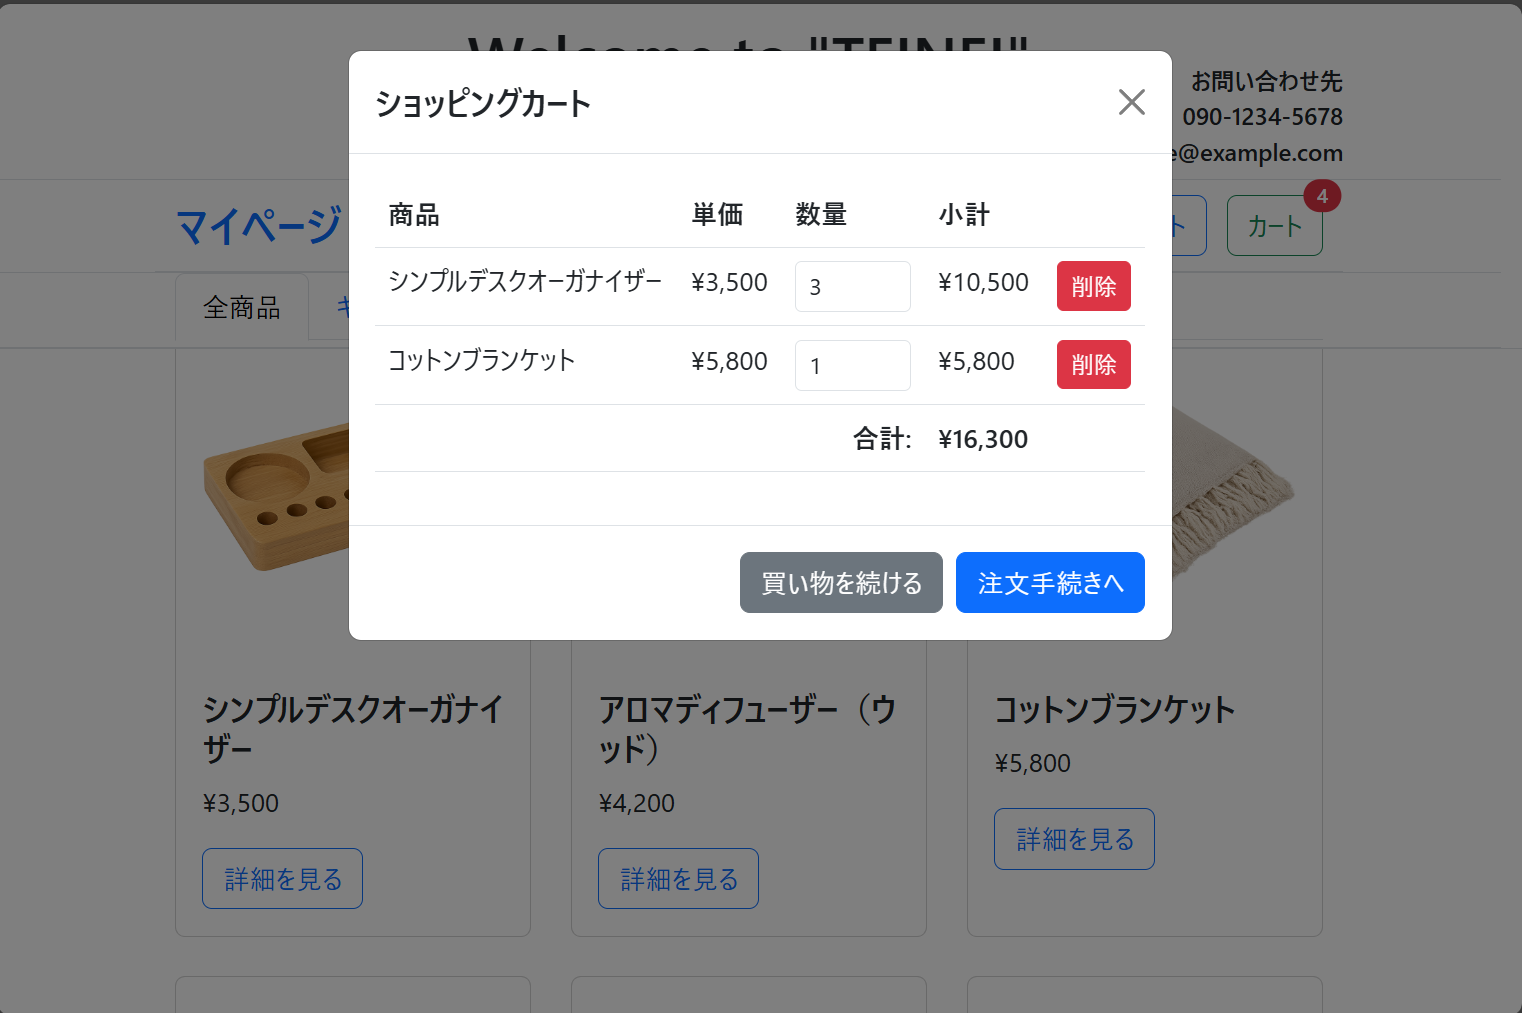 Welcome to "TEINEI"
お問い合わせ先
090-1234-5678
e@example.com
マイページ
ト
カート
4
全商品
ギ
ショッピングカート
商品 単価 数量 小計
シンプルデスクオーガナイザー ¥3,500 3 ¥10,500 削除
コットンブランケット ¥5,800 1 ¥5,800 削除
合計: ¥16,300
買い物を続ける 注文手続きへ
シンプルデスクオーガナイ
ザー
¥3,500
詳細を見る
アロマディフューザー（ウ
ッド）
¥4,200
詳細を見る
コットンブランケット
¥5,800
詳細を見る